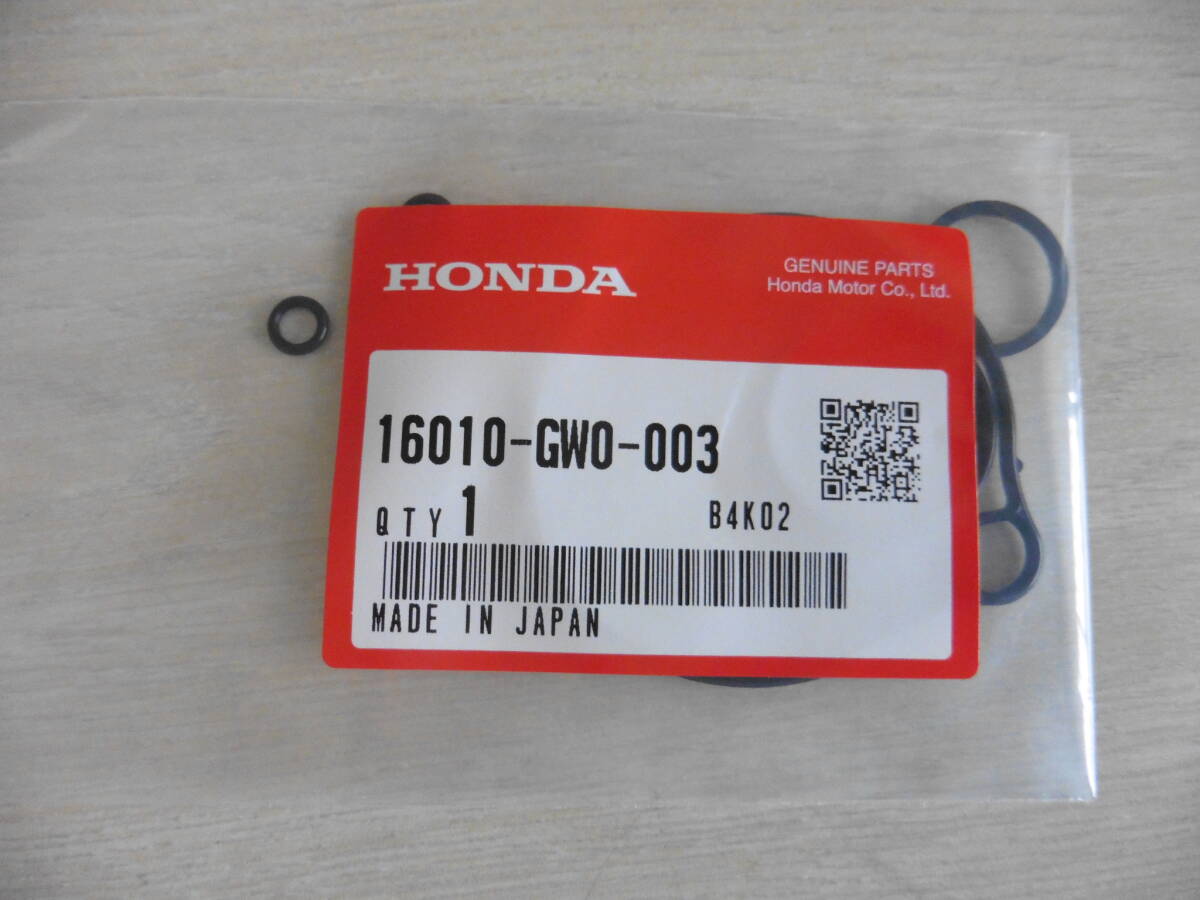 HONDA
GENUINE PARTS
Honda Motor Co., Ltd.
16010-GW0-003
QTY 1
B4K02
MADE IN JAPAN